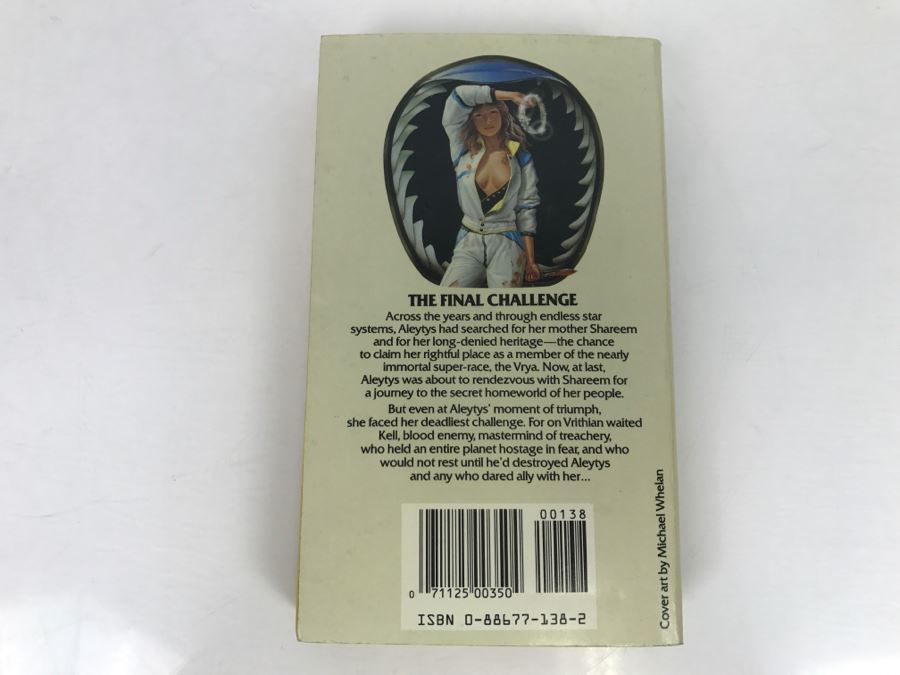 THE FINAL CHALLENGE
Across the years and through endless star
systems, Aleytys had searched for her mother Shareem
and for her long-denied heritage—the chance
to claim her rightful place as a member of the nearly
immortal super-race, the Vrya. Now, at last,
Aleytys was about to rendezvous with Shareem for
a journey to the secret homeworld of her people.
But even at Aleytys' moment of triumph,
she faced her deadliest challenge. For on Vrithian waited
Kell, blood enemy, mastermind of treachery,
who held an entire planet hostage in fear, and who
would not rest until he'd destroyed Aleytys
and any who dared ally with her...
00138
0 71125 00350
ISBN 0-88677-138-2
Cover art by Michael Whelan